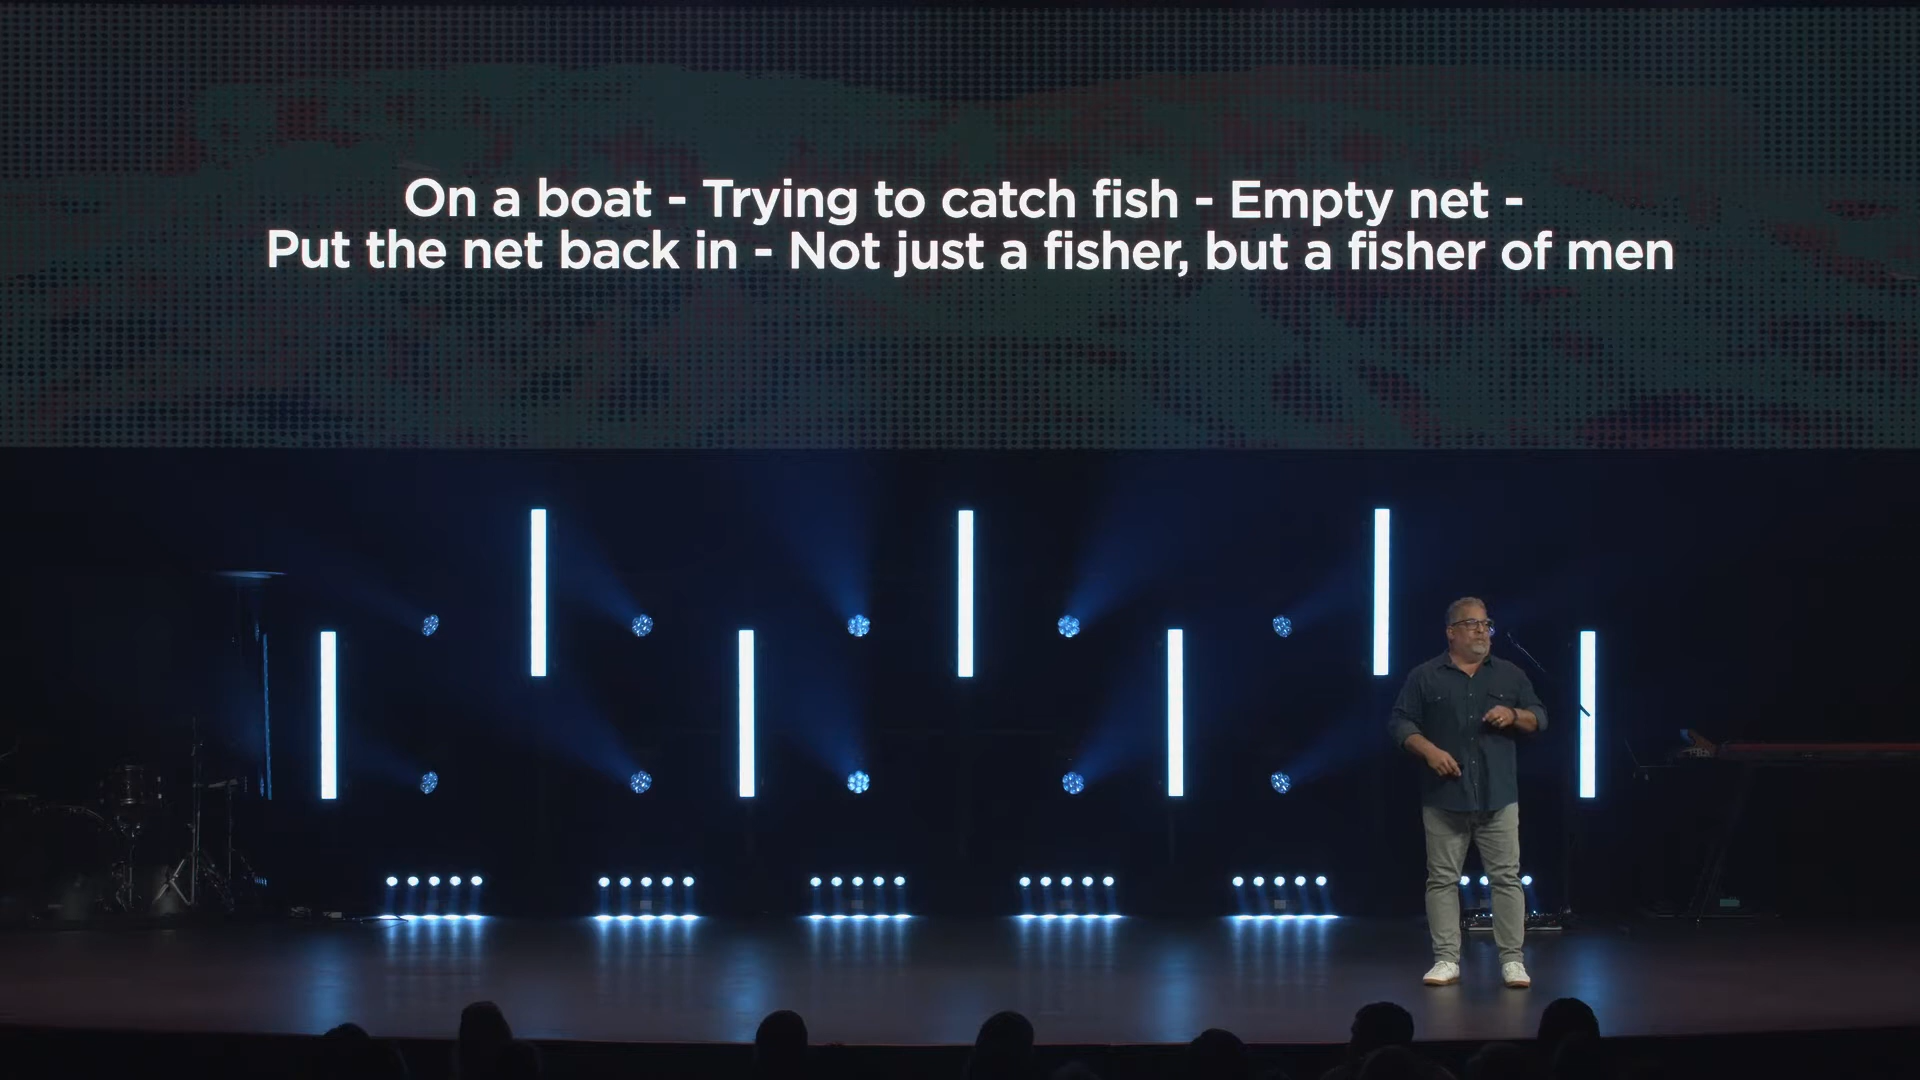 On a boat - Trying to catch fish - Empty net -
Put the net back in - Not just a fisher, but a fisher of men